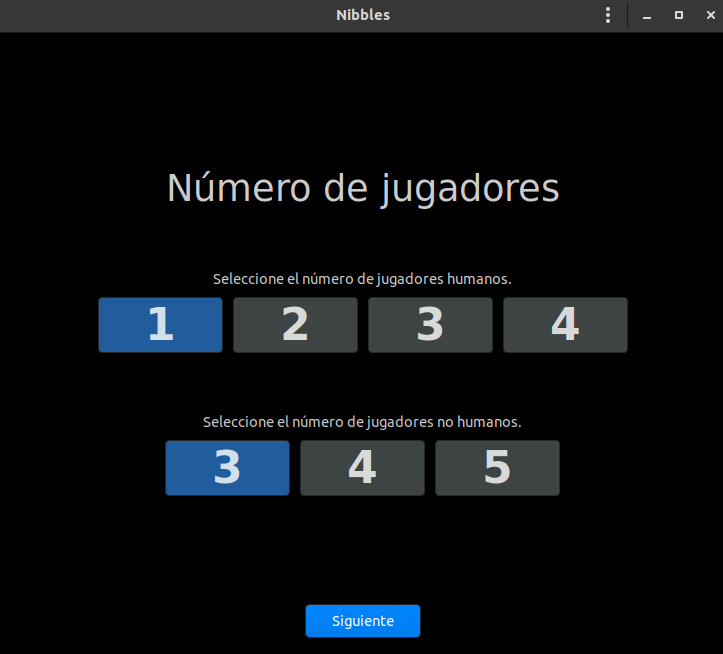 Nibbles
Número de jugadores
Seleccione el número de jugadores humanos.
1 2 3 4
Seleccione el número de jugadores no humanos.
3 4 5
Siguiente